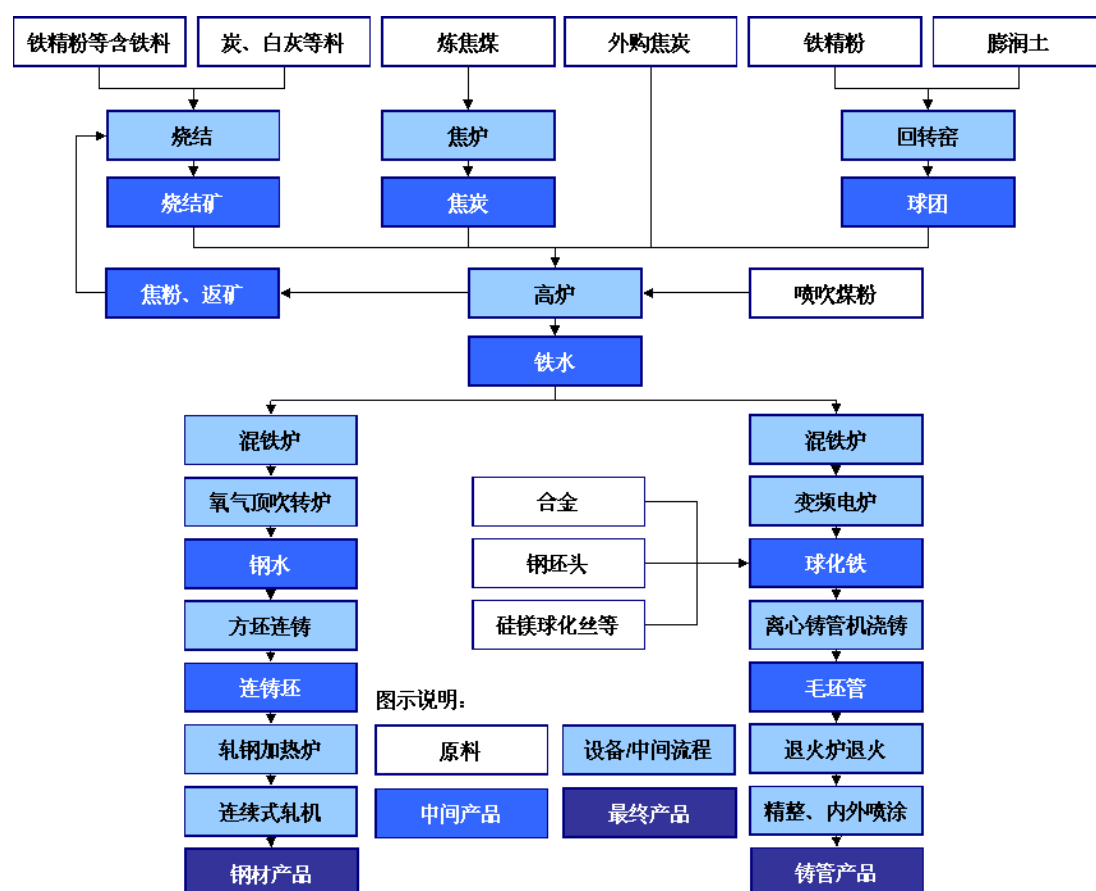 铁精粉等含铁料
炭、白灰等料
炼焦煤
外购焦炭
铁精粉
膨润土
烧结
焦炉
回转窑
烧结矿
焦炭
球团
焦粉、返矿
高炉
喷吹煤粉
铁水
混铁炉
混铁炉
氧气顶吹转炉
合金
变频电炉
钢水
钢坯头
球化铁
方坯连铸
硅镁球化丝等
离心铸管机浇铸
连铸坯
图示说明：
毛坯管
轧钢加热炉
原料
设备/中间流程
退火炉退火
连续式轧机
中间产品
最终产品
精整、内外喷涂
钢材产品
铸管产品